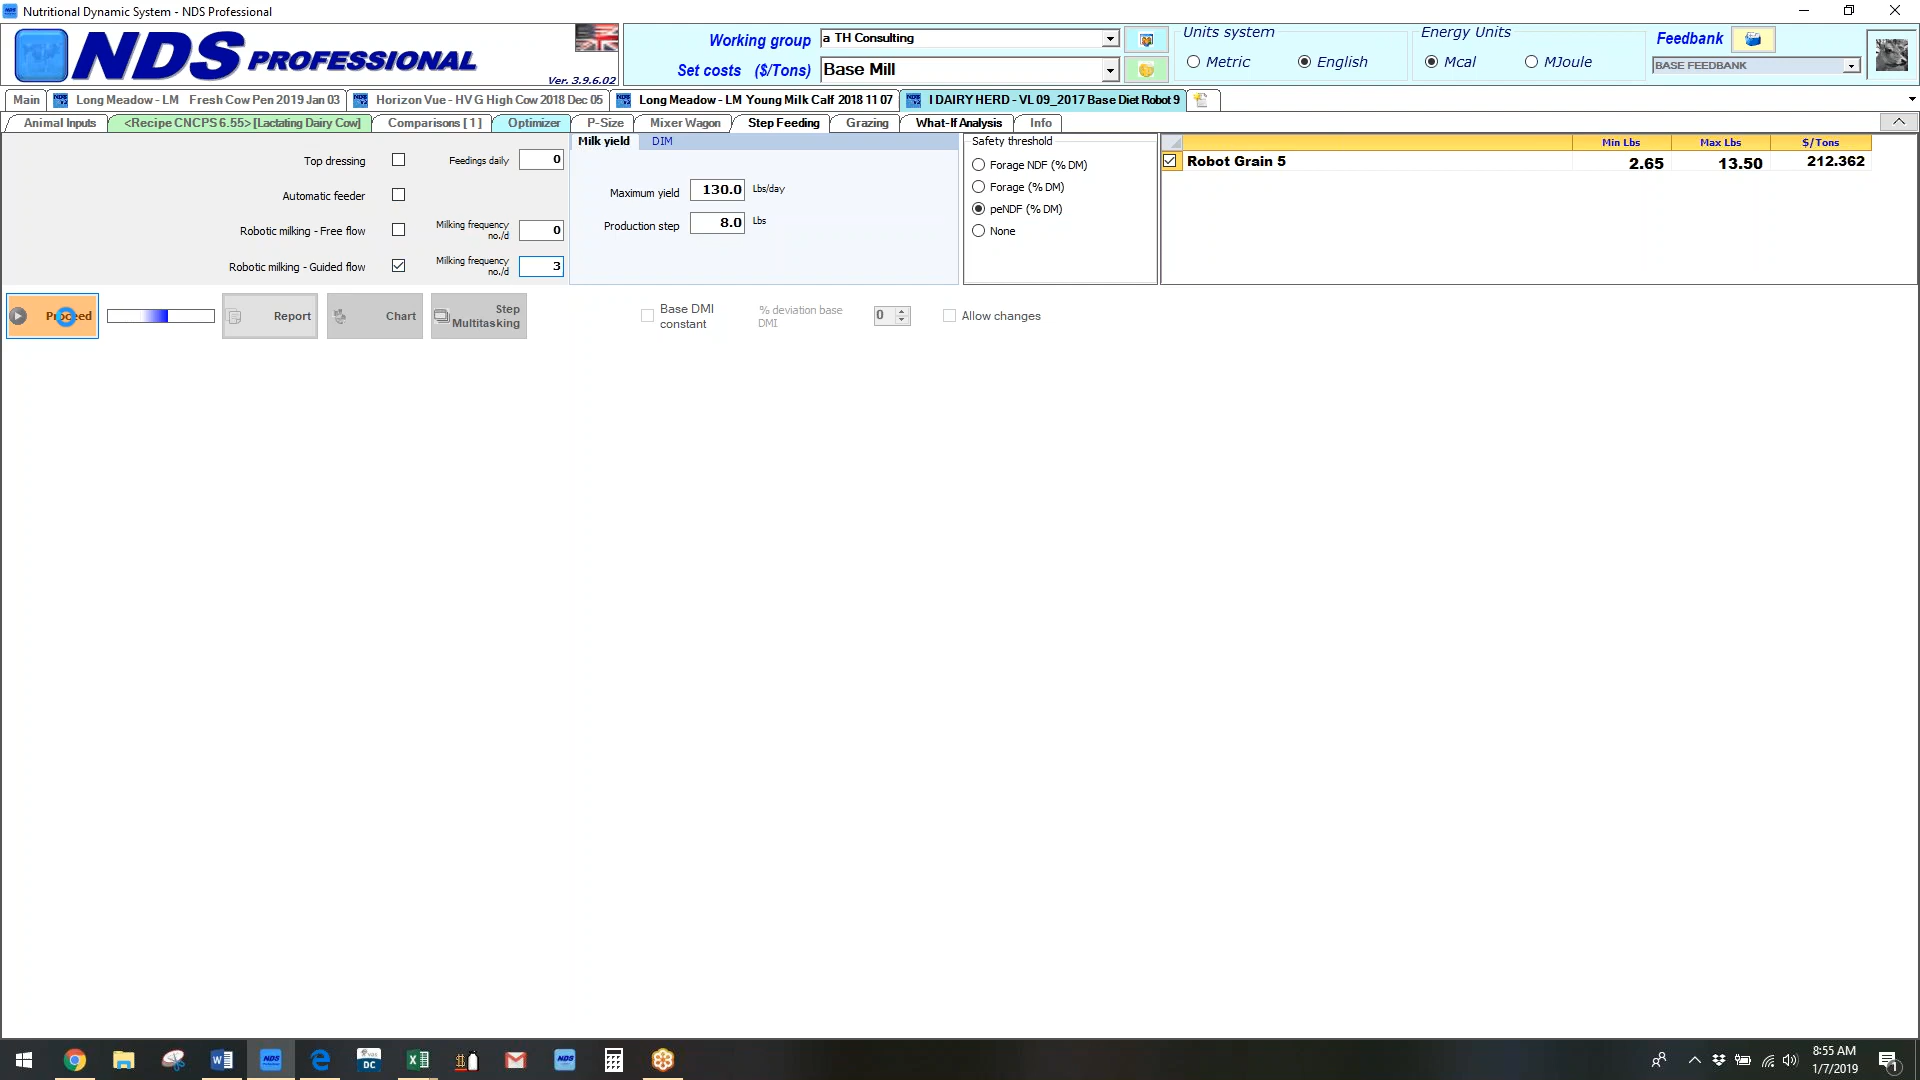 Nutritional Dynamic System - NDS Professional
NDS PROFESSIONAL
Ver. 3.9.6.02
Working group
a TH Consulting
Set costs ($/Tons)
Base Mill
Units system
Metric
English
Energy Units
Mcal
MJoule
Feedbank
BASE FEEDBANK
Main
Long Meadow - LM Fresh Cow Pen 2019 Jan 03
Horizon Vue - HV G High Cow 2018 Dec 05
Long Meadow - LM Young Milk Calf 2018 11 07
I DAIRY HERD - VL 09_2017 Base Diet Robot 9
Animal Inputs
<Recipe CNCPS 6.55> [Lactating Dairy Cow]
Comparisons [ 1 ]
Optimizer
P-Size
Mixer Wagon
Step Feeding
Grazing
What-If Analysis
Info
Top dressing
Feedings daily
0
Automatic feeder
Robotic milking - Free flow
Milking frequency
no./d
0
Robotic milking - Guided flow
Milking frequency
no./d
3
Milk yield
DIM
Maximum yield
130.0
Lbs/day
Production step
8.0
Lbs
Safety threshold
Forage NDF (% DM)
Forage (% DM)
peNDF (% DM)
None
Min Lbs
Max Lbs
$/Tons
Robot Grain 5
2.65
13.50
212.362
Proceed
Report
Chart
Step
Multitasking
Base DMI
constant
% deviation base
DMI
0
Allow changes
NDS
DC
NDS
8:55 AM
1/7/2019
1